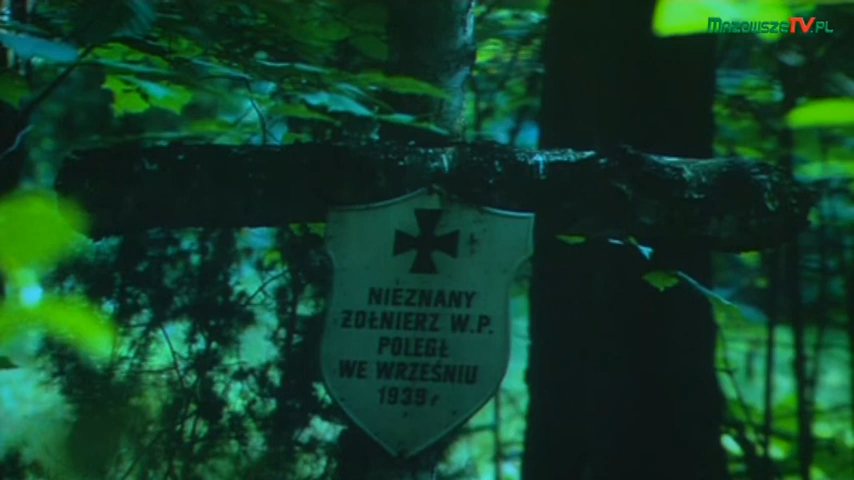 MazowszeTV.pl
NIEZNANY
ŻOŁNIERZ W.P.
POLEGŁ
WE WRZEŚNIU
1939 r